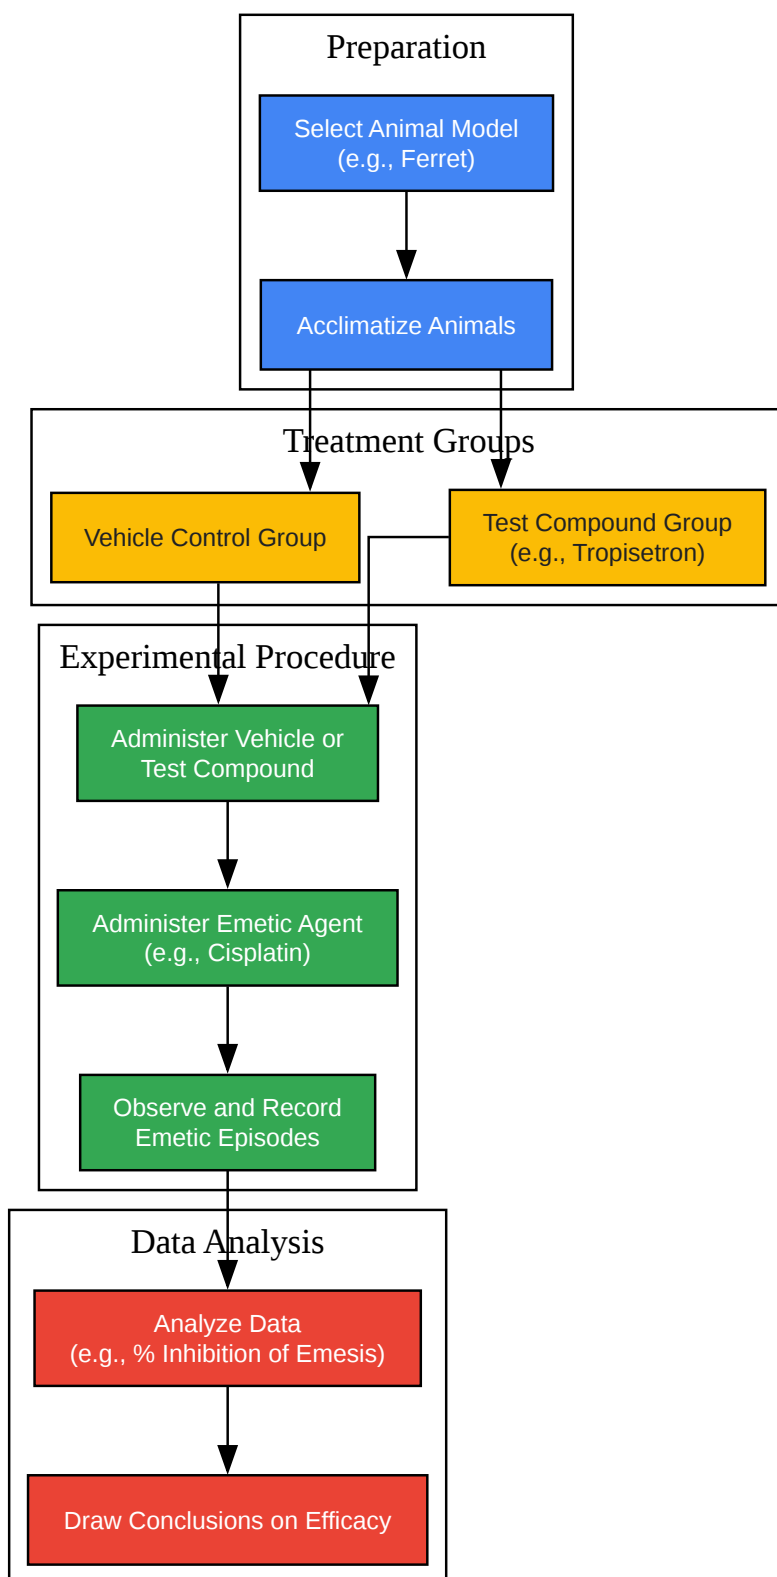 Preparation
Select Animal Model
(e.g., Ferret)
Acclimatize Animals
Treatment Groups
Vehicle Control Group
Test Compound Group
(e.g., Tropisetron)
Experimental Procedure
Administer Vehicle or
Test Compound
Administer Emetic Agent
(e.g., Cisplatin)
Observe and Record
Emetic Episodes
Data Analysis
Analyze Data
(e.g., % Inhibition of Emesis)
Draw Conclusions on Efficacy